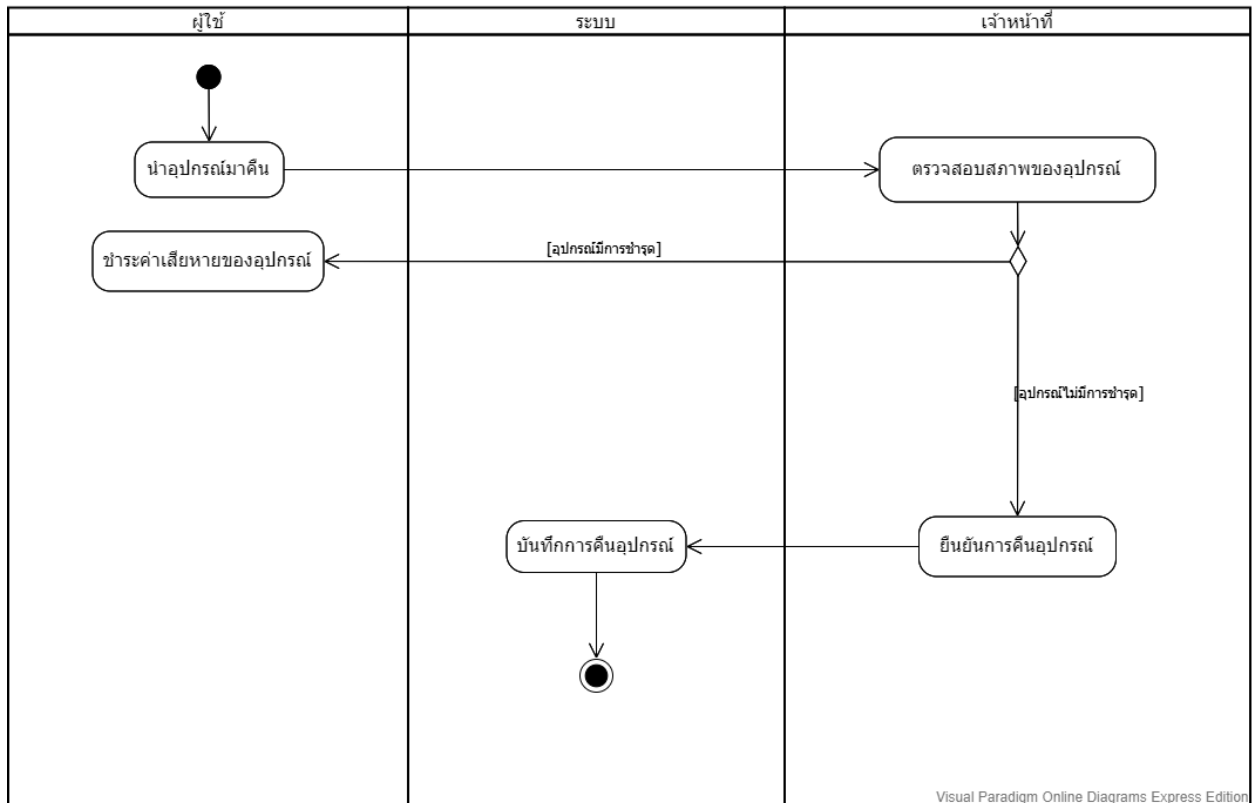 ผู้ใช้
ระบบ
เจ้าหน้าที่
นำอุปกรณ์มาคืน
ตรวจสอบสภาพของอุปกรณ์
ชำระค่าเสียหายของอุปกรณ์
[อุปกรณ์มีการชำรุด]
[อุปกรณ์ไม่มีการชำรุด]
บันทึกการคืนอุปกรณ์
ยืนยันการคืนอุปกรณ์
Visual Paradigm Online Diagrams Express Edition